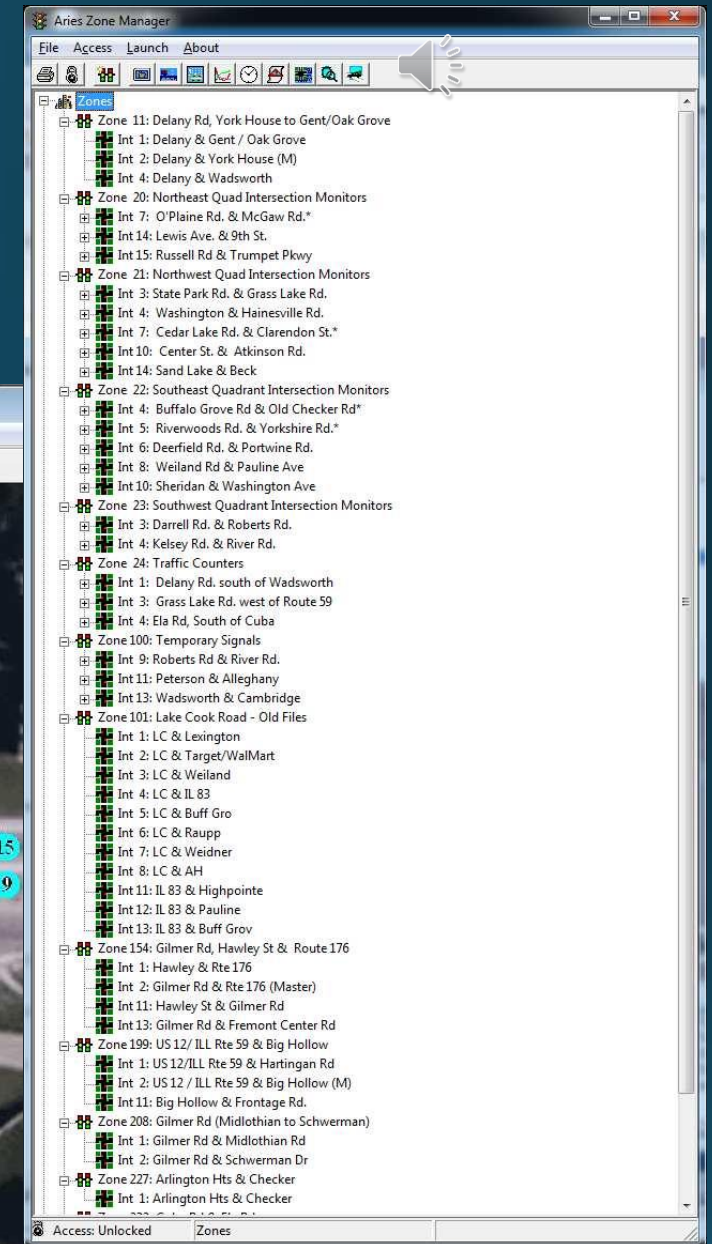 Aries Zone Manager
File Access Launch About
Zones
Zone 11: Delany Rd, York House to Gent/Oak Grove
Int 1: Delany & Gent / Oak Grove
Int 2: Delany & York House (M)
Int 4: Delany & Wadsworth
Zone 20: Northeast Quad Intersection Monitors
Int 7: O'Plaine Rd. & McGaw Rd.*
Int 14: Lewis Ave. & 9th St.
Int 15: Russell Rd & Trumpet Pkwy
Zone 21: Northwest Quad Intersection Monitors
Int 3: State Park Rd. & Grass Lake Rd.
Int 4: Washington & Hainesville Rd.
Int 7: Cedar Lake Rd. & Clarendon St.*
Int 10: Center St. & Atkinson Rd.
Int 14: Sand Lake & Beck
Zone 22: Southeast Quadrant Intersection Monitors
Int 4: Buffalo Grove Rd & Old Checker Rd*
Int 5: Riverwoods Rd. & Yorkshire Rd.*
Int 6: Deerfield Rd. & Portwine Rd.
Int 8: Weiland Rd & Pauline Ave
Int 10: Sheridan & Washington Ave
Zone 23: Southwest Quadrant Intersection Monitors
Int 3: Darrell Rd. & Roberts Rd.
Int 4: Kelsey Rd. & River Rd.
Zone 24: Traffic Counters
Int 1: Delany Rd. south of Wadsworth
Int 3: Grass Lake Rd. west of Route 59
Int 4: Ela Rd, South of Cuba
Zone 100: Temporary Signals
Int 9: Roberts Rd & River Rd.
Int 11: Peterson & Alleghany
Int 13: Wadsworth & Cambridge
Zone 101: Lake Cook Road - Old Files
Int 1: LC & Lexington
Int 2: LC & Target/WalMart
Int 3: LC & Weiland
Int 4: LC & IL 83
Int 5: LC & Buff Gro
Int 6: LC & Raupp
Int 7: LC & Weidner
Int 8: LC & AH
Int 11: IL 83 & Highpointe
Int 12: IL 83 & Pauline
Int 13: IL 83 & Buff Grov
Zone 154: Gilmer Rd, Hawley St & Route 176
Int 1: Hawley & Rte 176
Int 2: Gilmer Rd & Rte 176 (Master)
Int 11: Hawley St & Gilmer Rd
Int 13: Gilmer Rd & Fremont Center Rd
Zone 199: US 12/ ILL Rte 59 & Big Hollow
Int 1: US 12/ILL Rte 59 & Hartingan Rd
Int 2: US 12 / ILL Rte 59 & Big Hollow (M)
Int 11: Big Hollow & Frontage Rd.
Zone 208: Gilmer Rd (Midlothian to Schwerman)
Int 1: Gilmer Rd & Midlothian Rd
Int 2: Gilmer Rd & Schwerman Dr
Zone 227: Arlington Hts & Checker
Int 1: Arlington Hts & Checker
Access: Unlocked Zones
15
9